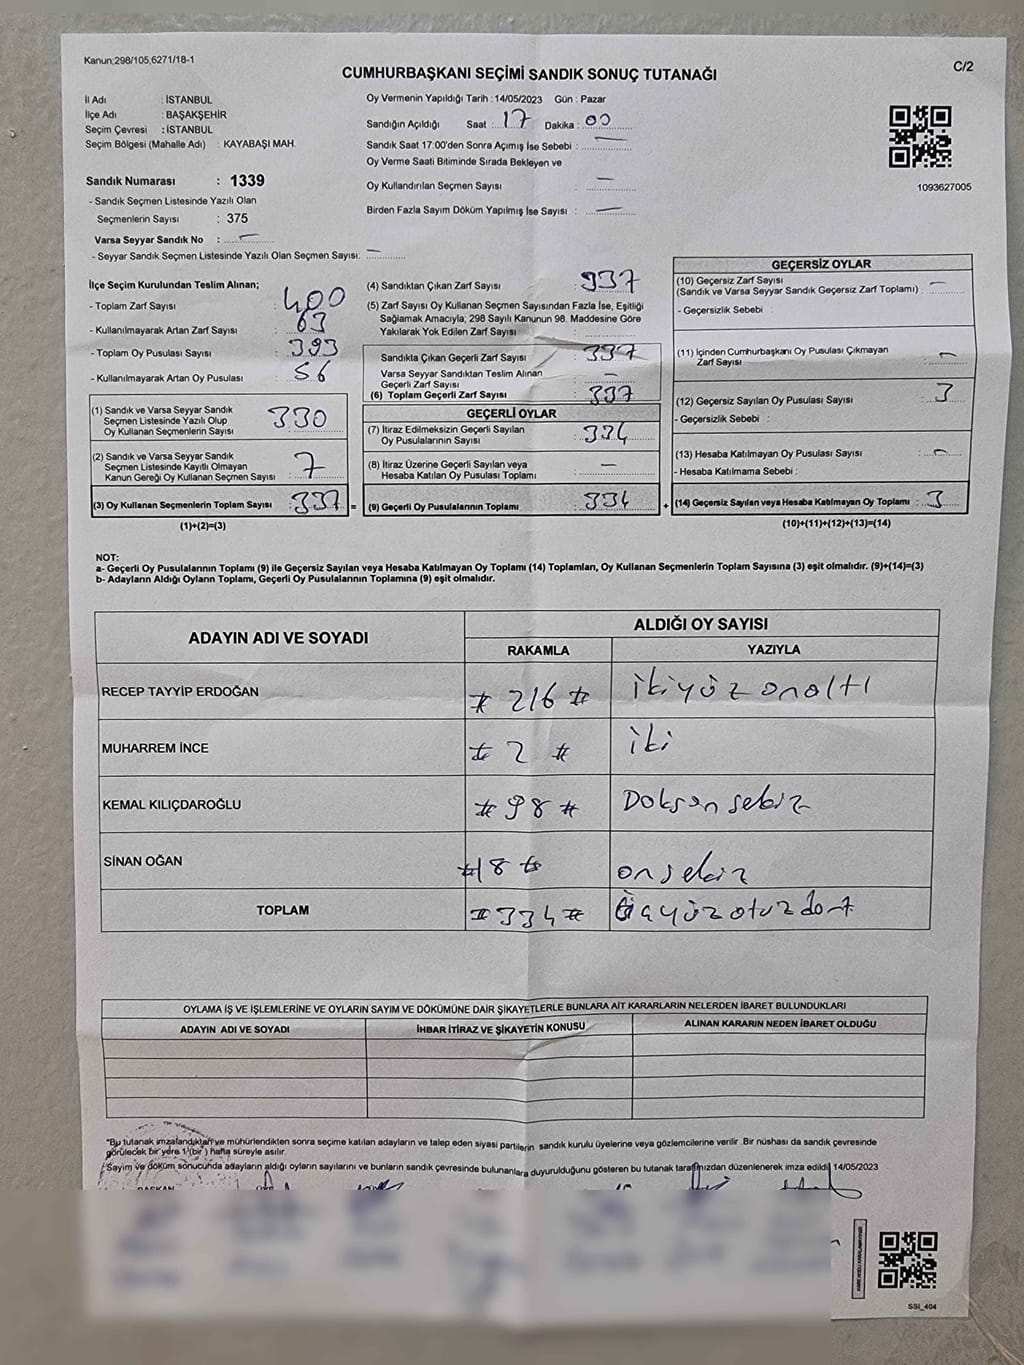 Kanun;298/105,6271/18-1
C/2
CUMHURBAŞKANI SEÇİMİ SANDIK SONUÇ TUTANAĞI
İl Adı : İSTANBUL
İlçe Adı : BAŞAKŞEHİR
Seçim Çevresi : İSTANBUL
Seçim Bölgesi (Mahalle Adı) : KAYABAŞI MAH.
Sandık Numarası : 1339
- Sandık Seçmen Listesinde Yazılı Olan
Seçmenlerin Sayısı : 375
Varsa Seyyar Sandık No : —
- Seyyar Sandık Seçmen Listesinde Yazılı Olan Seçmen Sayısı: —
Oy Vermenin Yapıldığı Tarih : 14/05/2023 Gün : Pazar
Sandığın Açıldığı Saat : 17 Dakika : 00
Sandık Saat 17:00'den Sonra Açımış İse Sebebi : —
Oy Verme Saati Bitiminde Sırada Bekleyen ve
Oy Kullandırılan Seçmen Sayısı : —
Birden Fazla Sayım Döküm Yapılmış İse Sayısı : —
1093627005
İlçe Seçim Kurulundan Teslim Alınan;
- Toplam Zarf Sayısı : 400
- Kullanılmayarak Artan Zarf Sayısı : 63
- Toplam Oy Pusulası Sayısı : 393
- Kullanılmayarak Artan Oy Pusulası : 56
(1) Sandık ve Varsa Seyyar Sandık
Seçmen Listesinde Yazılı Olup
Oy Kullanan Seçmenlerin Sayısı : 330
(2) Sandık ve Varsa Seyyar Sandık
Seçmen Listesinde Kayıtlı Olmayan
Kanun Gereği Oy Kullanan Seçmen Sayısı : 7
(3) Oy Kullanan Seçmenlerin Toplam Sayısı : 337 =
(1)+(2)=(3)
(4) Sandıktan Çıkan Zarf Sayısı : 337
(5) Zarf Sayısı Oy Kullanan Seçmen Sayısından Fazla İse, Eşitliği
Sağlamak Amacıyla; 298 Sayılı Kanunun 98. Maddesine Göre
Yakılarak Yok Edilen Zarf Sayısı :
Sandıkta Çıkan Geçerli Zarf Sayısı : 337
Varsa Seyyar Sandıktan Teslim Alınan
Geçerli Zarf Sayısı : —
(6) Toplam Geçerli Zarf Sayısı : 337
GEÇERLİ OYLAR
(7) İtiraz Edilmeksizin Geçerli Sayılan
Oy Pusulalarının Sayısı : 334
(8) İtiraz Üzerine Geçerli Sayılan veya
Hesaba Katılan Oy Pusulası Toplamı : —
(9) Geçerli Oy Pusulalarının Toplamı : 334 +
GEÇERSİZ OYLAR
(10) Geçersiz Zarf Sayısı
(Sandık ve Varsa Seyyar Sandık Geçersiz Zarf Toplamı) : —
- Geçersizlik Sebebi :
(11) İçinden Cumhurbaşkanı Oy Pusulası Çıkmayan
Zarf Sayısı : —
(12) Geçersiz Sayılan Oy Pusulası Sayısı : 3
- Geçersizlik Sebebi :
(13) Hesaba Katılmayan Oy Pusulası Sayısı : —
- Hesaba Katılmama Sebebi :
(14) Geçersiz Sayılan veya Hesaba Katılmayan Oy Toplamı : 3
(10)+(11)+(12)+(13)=(14)
NOT:
a- Geçerli Oy Pusulalarının Toplamı (9) ile Geçersiz Sayılan veya Hesaba Katılmayan Oy Toplamı (14) Toplamları, Oy Kullanan Seçmenlerin Toplam Sayısına (3) eşit olmalıdır. (9)+(14)=(3)
b- Adayların Aldığı Oyların Toplamı, Geçerli Oy Pusulalarının Toplamına (9) eşit olmalıdır.
ADAYIN ADI VE SOYADI
ALDIĞI OY SAYISI
RAKAMLA YAZIYLA
RECEP TAYYİP ERDOĞAN # 216 # ikiyüz onaltı
MUHARREM İNCE # 2 # iki
KEMAL KILIÇDAROĞLU # 98 # Doksan sekiz
SİNAN OĞAN #18 # onsekiz
TOPLAM #334# üçyüzotuzdört
OYLAMA İŞ VE İŞLEMLERİNE VE OYLARIN SAYIM VE DÖKÜMÜNE DAİR ŞİKAYETLERLE BUNLARA AİT KARARLARIN NELERDEN İBARET BULUNDUKLARI
ADAYIN ADI VE SOYADI İHBAR İTİRAZ VE ŞİKAYETİN KONUSU ALINAN KARARIN NEDEN İBARET OLDUĞU
"Bu tutanak imzalandıktan ve mühürlendikten sonra seçime katılan adayların ve talep eden siyasi partilerin sandık kurulu üyelerine veya gözlemcilerine verilir. Bir nüshası da sandık çevresinde
görülecek bir yere 1 (bir) hafta süreyle asılır.
Sayım ve döküm sonucunda adayların aldığı oyların sayılarını ve bunların sandık çevresinde bulunanlara duyurulduğunu gösteren bu tutanak tarafımızdan düzenlenerek imza edildi. 14/05/2023
BAŞKAN
SSI_404